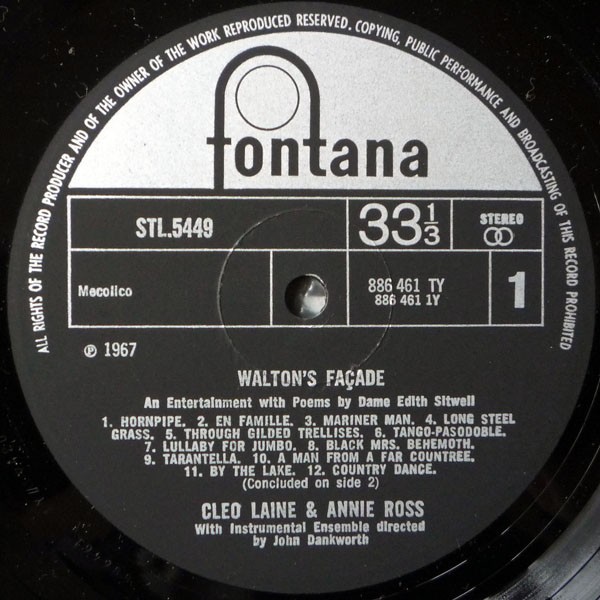 ALL RIGHTS OF THE RECORD PRODUCER AND OF THE OWNER OF THE WORK REPRODUCED RESERVED. COPYING, PUBLIC PERFORMANCE AND BROADCASTING OF THIS RECORD PROHIBITED
fontana
STL.5449
33 1/3
STEREO
Mecolico
886 461 TY
886 461 1Y
1
℗ 1967
WALTON'S FAÇADE
An Entertainment with Poems by Dame Edith Sitwell
1. HORNPIPE. 2. EN FAMILLE. 3. MARINER MAN. 4. LONG STEEL
GRASS. 5. THROUGH GILDED TRELLISES. 6. TANGO-PASODOBLE.
7. LULLABY FOR JUMBO. 8. BLACK MRS. BEHEMOTH.
9. TARANTELLA. 10. A MAN FROM A FAR COUNTREE.
11. BY THE LAKE. 12. COUNTRY DANCE.
(Concluded on side 2)
CLEO LAINE & ANNIE ROSS
With Instrumental Ensemble directed
by John Dankworth